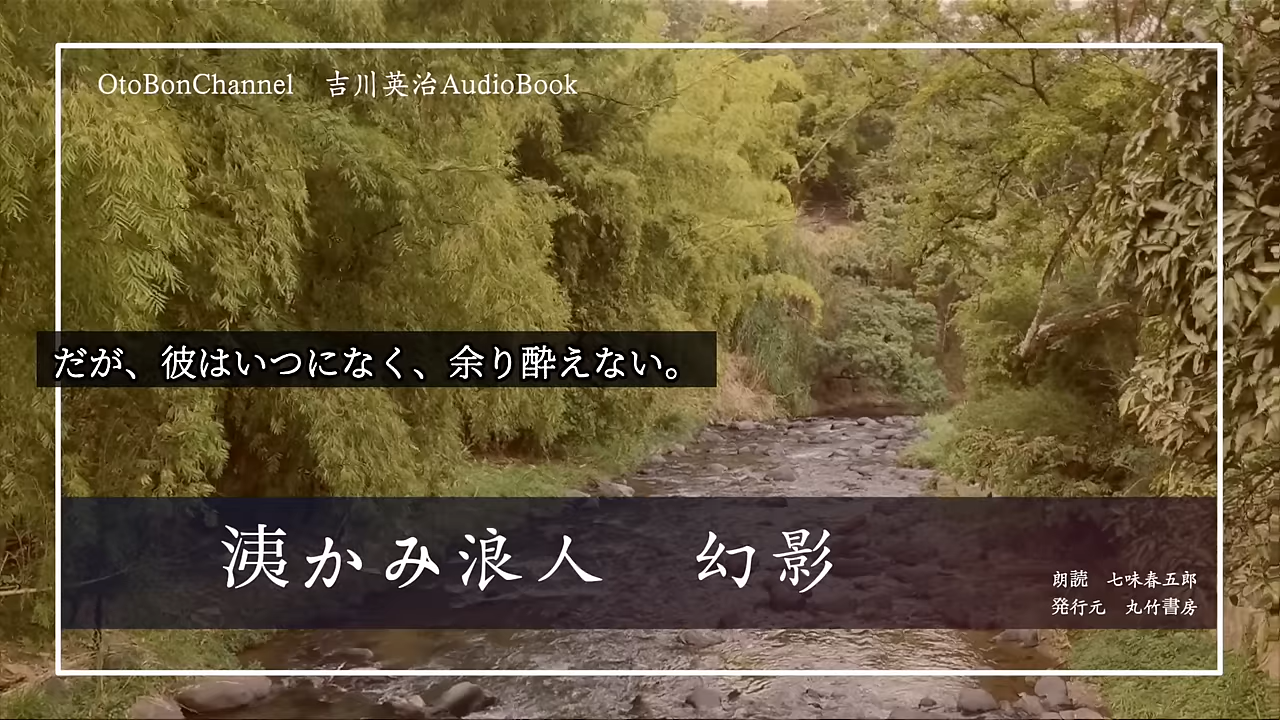 OtoBonChannel　吉川英治AudioBook
だが、彼はいつになく、余り酔えない。
洟かみ浪人　幻影
朗読　七味春五郎
発行元　丸竹書房